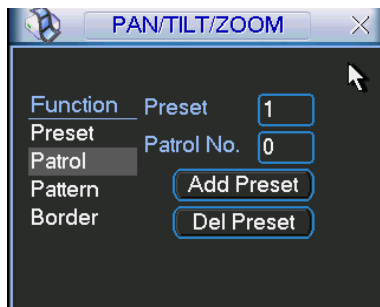 PAN/TILT/ZOOM
Function
Preset
Patrol
Pattern
Border
Preset 1
Patrol No. 0
Add Preset
Del Preset